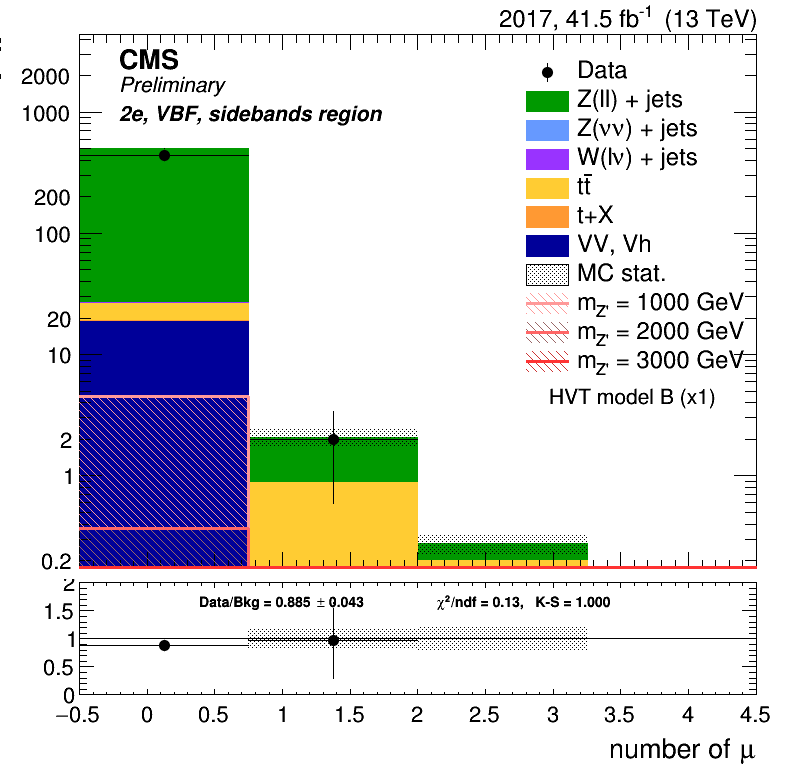 2017, 41.5 fb⁻¹ (13 TeV)
CMS
Preliminary
2e, VBF, sidebands region
Data
Z(ll) + jets
Z(νν) + jets
W(lν) + jets
tt̄
t+X
VV, Vh
MC stat.
m_Z' = 1000 GeV
m_Z' = 2000 GeV
m_Z' = 3000 GeV
HVT model B (x1)
2000
1000
200
100
20
10
2
1
0.2
Data/Bkg = 0.885 ± 0.043 χ²/ndf = 0.13, K-S = 1.000
2
1.5
1
0.5
0
−0.5 0 0.5 1 1.5 2 2.5 3 3.5 4 4.5
number of μ